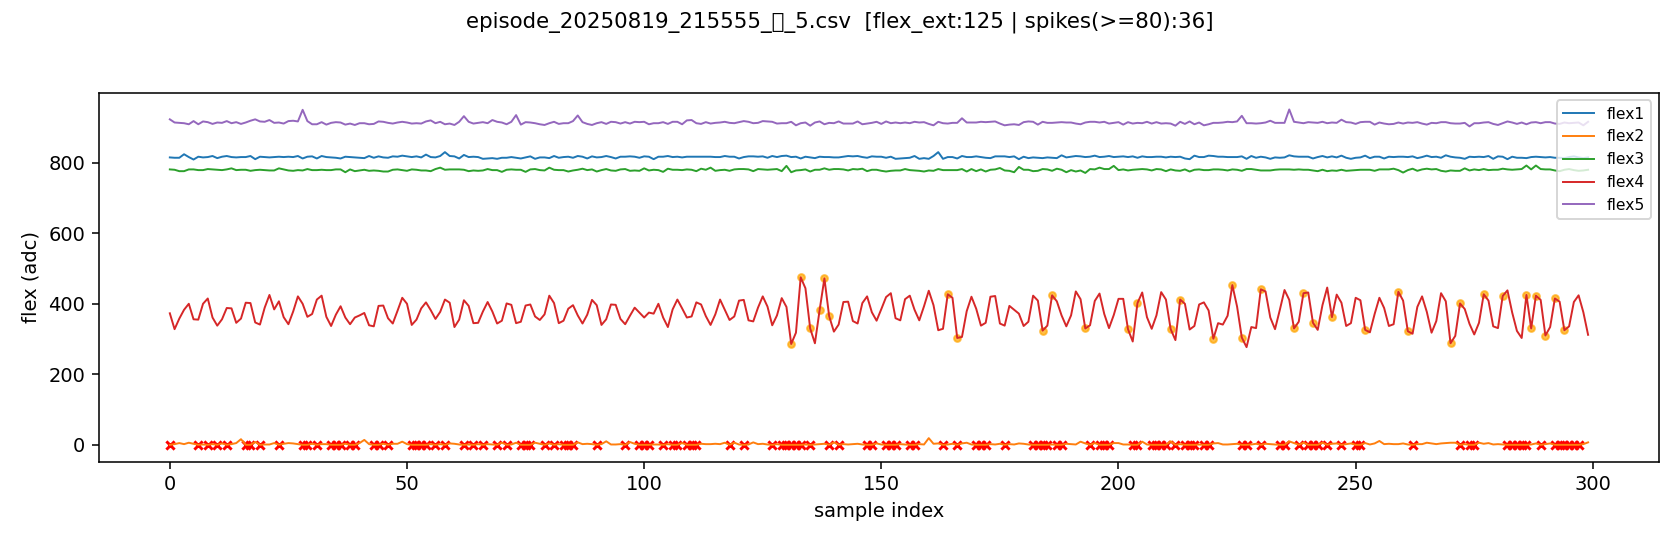 episode_20250819_215555_▯_5.csv [flex_ext:125 | spikes(>=80):36]
flex1
flex2
flex3
flex4
flex5
flex (adc)
800
600
400
200
0
0 50 100 150 200 250 300
sample index